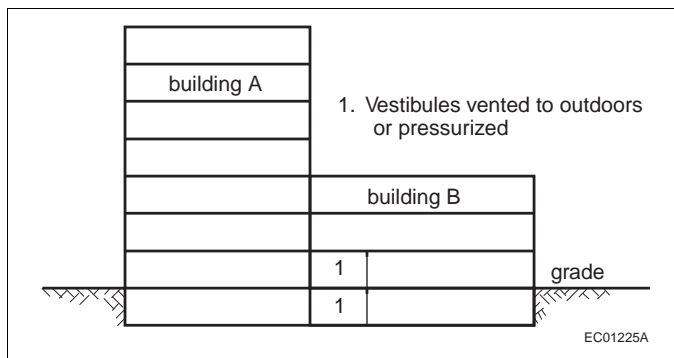 building A
1. Vestibules vented to outdoors
or pressurized
building B
1
grade
1
EC01225A